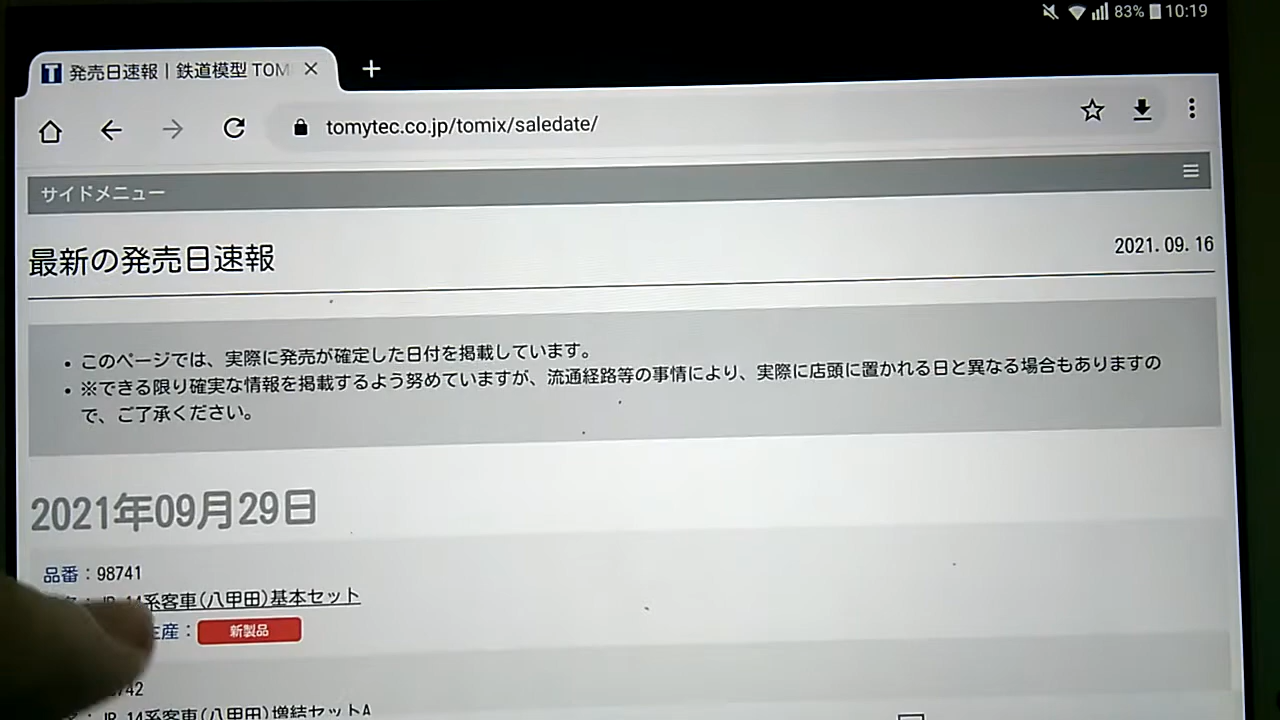 83% 10:19
発売日速報｜鉄道模型 TOM
tomytec.co.jp/tomix/saledate/
サイドメニュー
最新の発売日速報
2021.09.16
・このページでは、実際に発売が確定した日付を掲載しています。
・※できる限り確実な情報を掲載するよう努めていますが、流通経路等の事情により、実際に店頭に置かれる日と異なる場合もありますの
で、ご了承ください。
2021年09月29日
品番：98741
14系客車(八甲田)基本セット
生産： 新製品
742
JR 14系客車(八甲田)増結セットA